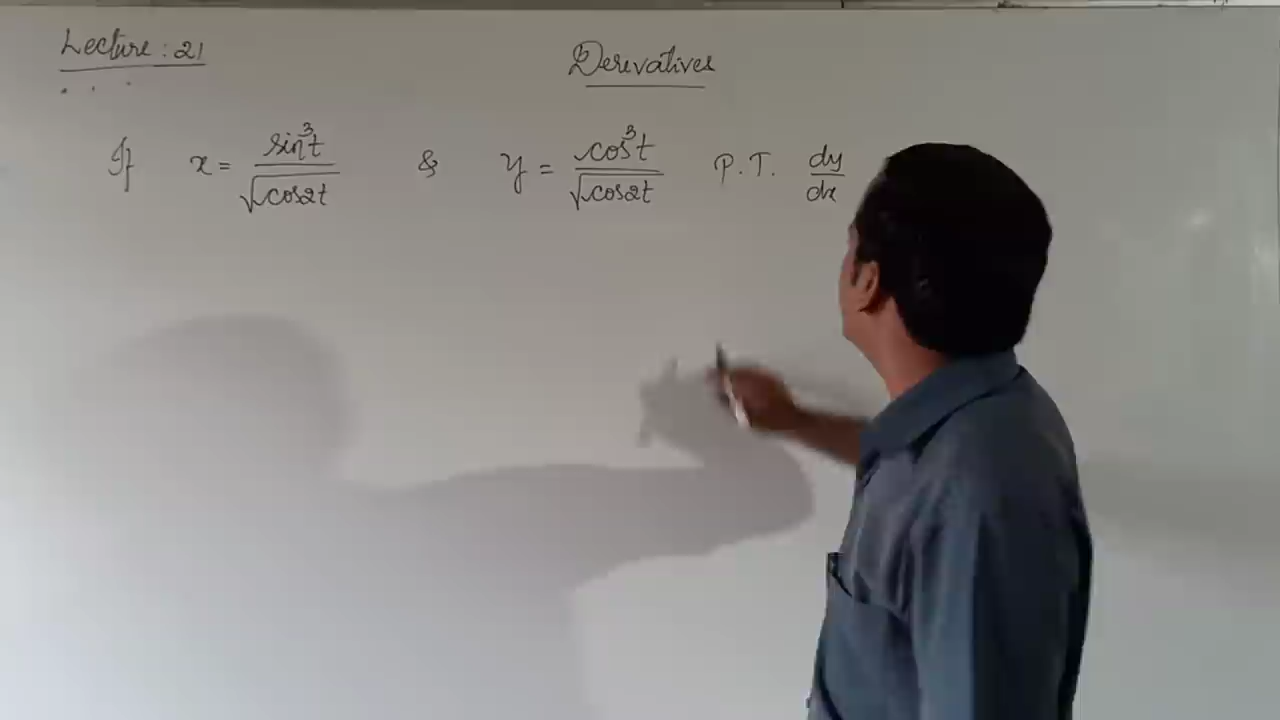 Lecture : 21
Derivatives
If x = sin³t/√cos2t & y = cos³t/√cos2t P.T. dy/dx